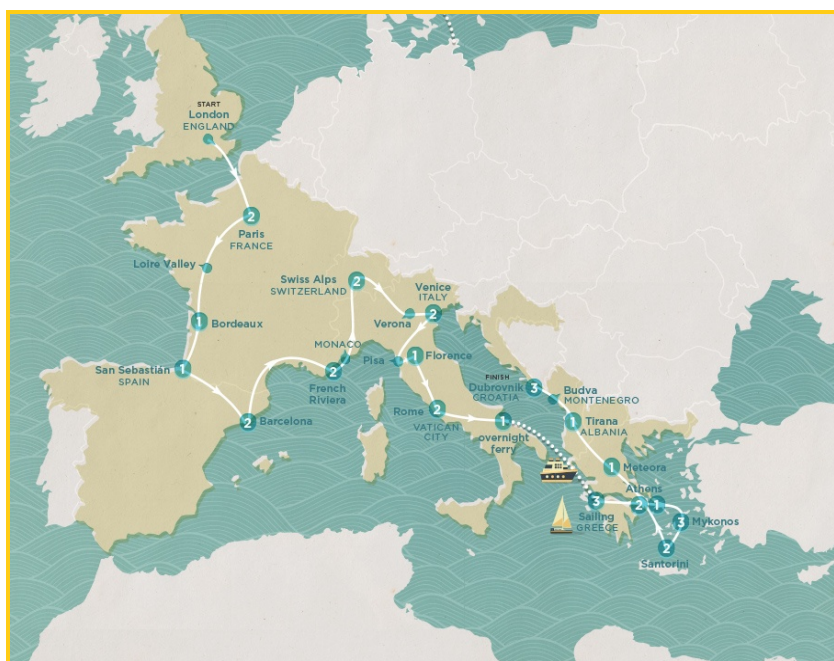 START
London
ENGLAND
2
Paris
FRANCE
Loire Valley
1
Bordeaux
San Sebastián
SPAIN
1
2
Barcelona
2
French
Riviera
MONACO
Swiss Alps
SWITZERLAND
2
Verona
Venice
ITALY
2
Pisa
1
Florence
Rome
2
VATICAN
CITY
1
overnight
ferry
3
Sailing
GREECE
Athens
2
1
3
Mykonos
2
Santorini
1
Meteora
1
Tirana
ALBANIA
Budva
MONTENEGRO
FINISH
Dubrovnik
CROATIA
3